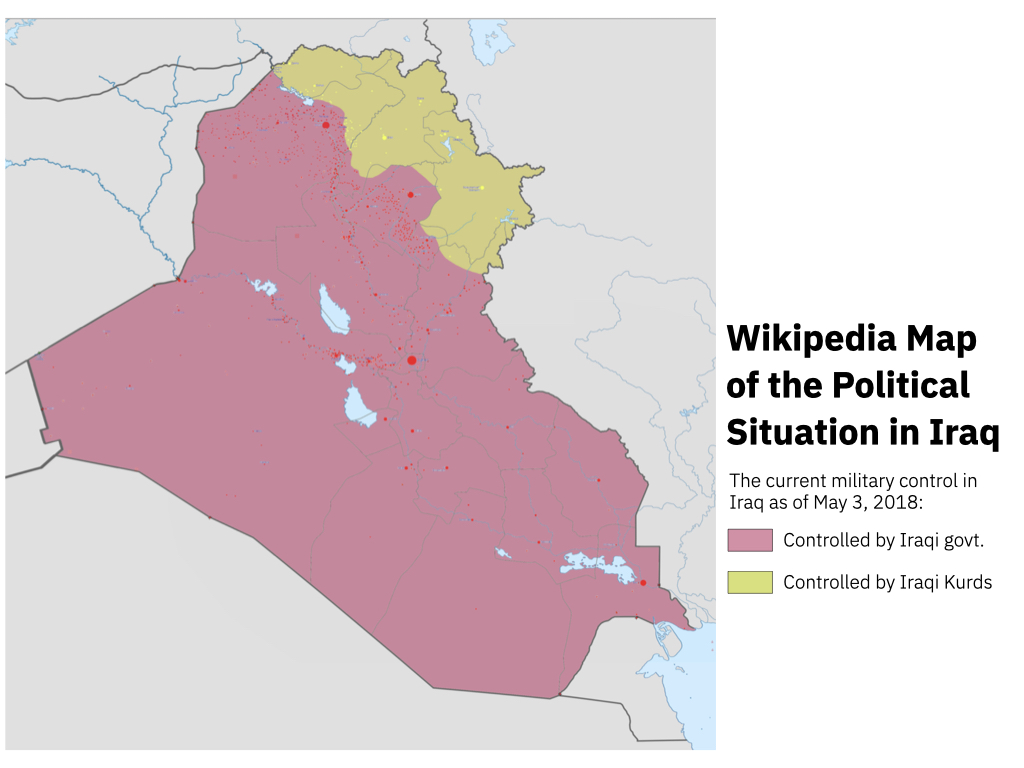 Wikipedia Map
of the Political
Situation in Iraq
The current military control in
Iraq as of May 3, 2018:
Controlled by Iraqi govt.
Controlled by Iraqi Kurds